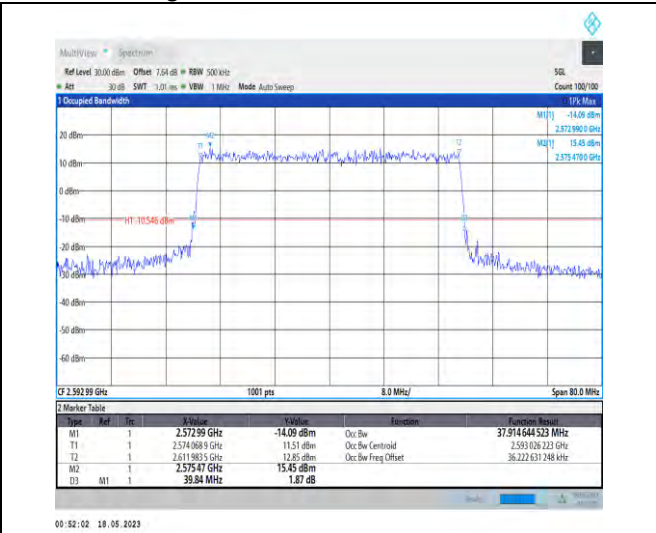 MultiView Spectrum
Ref Level 30.00 dBm Offset 7.64 dB RBW 500 kHz SGL
Att 30 dB SWT 1.01 ms VBW 1 MHz Mode Auto Sweep Count 100/100
1 Occupied Bandwidth 1Pk Max
M1[1] -14.09 dBm
2.572 990 0 GHz
M2[1] 15.45 dBm
2.575 470 0 GHz
20 dBm
M2
T1
T2
10 dBm
0 dBm
-10 dBm
H1 -10.546 dBm
-20 dBm
-30 dBm
-40 dBm
-50 dBm
-60 dBm
CF 2.592 99 GHz 1001 pts 8.0 MHz/ Span 80.0 MHz
2 Marker Table
Type Ref Trc X-Value Y-Value Function Function Result
M1 1 2.572 99 GHz -14.09 dBm Occ Bw 37.914 644 523 MHz
T1 1 2.574 068 9 GHz 11.51 dBm Occ Bw Centroid 2.593 026 223 GHz
T2 1 2.611 983 5 GHz 12.85 dBm Occ Bw Freq Offset 36.222 631 248 kHz
M2 1 2.575 47 GHz 15.45 dBm
D3 M1 1 39.84 MHz 1.87 dB
00:52:02 18.05.2023